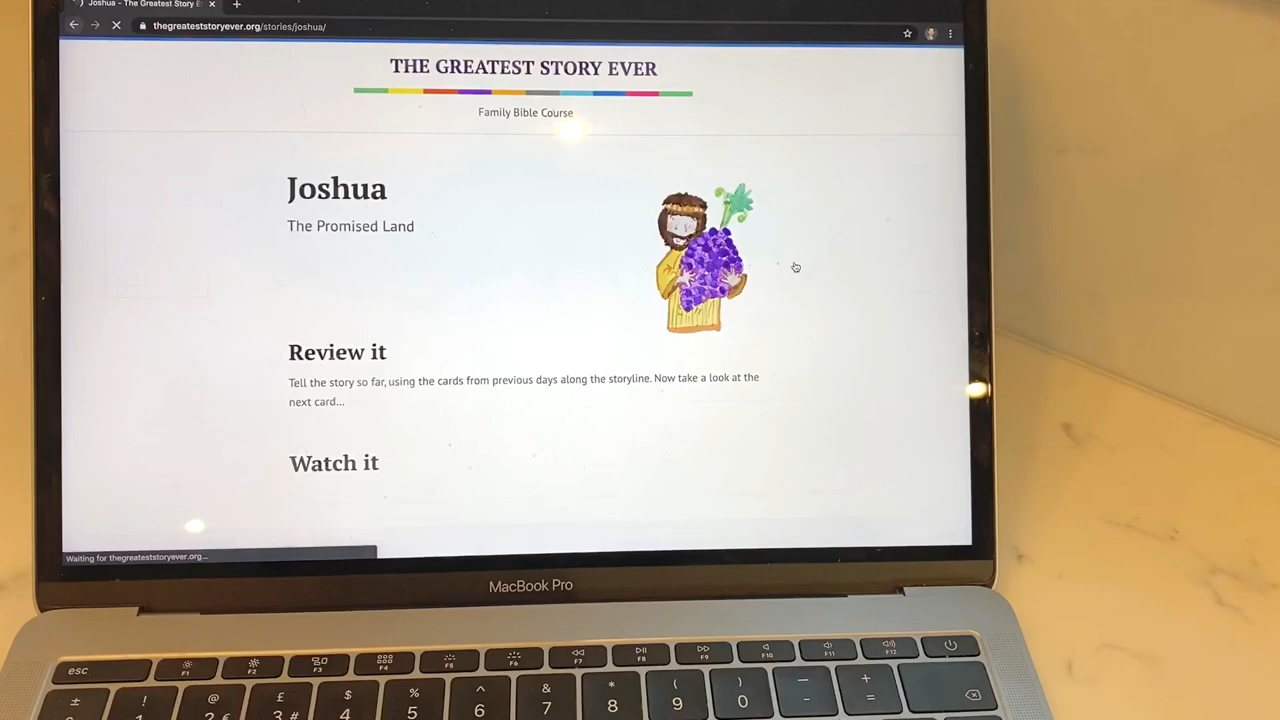 Joshua - The Greatest Story E
thegreateststoryever.org/stories/joshua/
THE GREATEST STORY EVER
Family Bible Course
Joshua
The Promised Land
Review it
Tell the story so far, using the cards from previous days along the storyline. Now take a look at the
next card...
Watch it
Waiting for thegreateststoryever.org...
MacBook Pro
esc F1 F2 F3 F4 F5 F6 F7 F8 F9 F10 F11 F12
± ! @ £ $ % ^ & * ( ) — +
2 € 3 # 4 5 6 7 8 9 0 - =